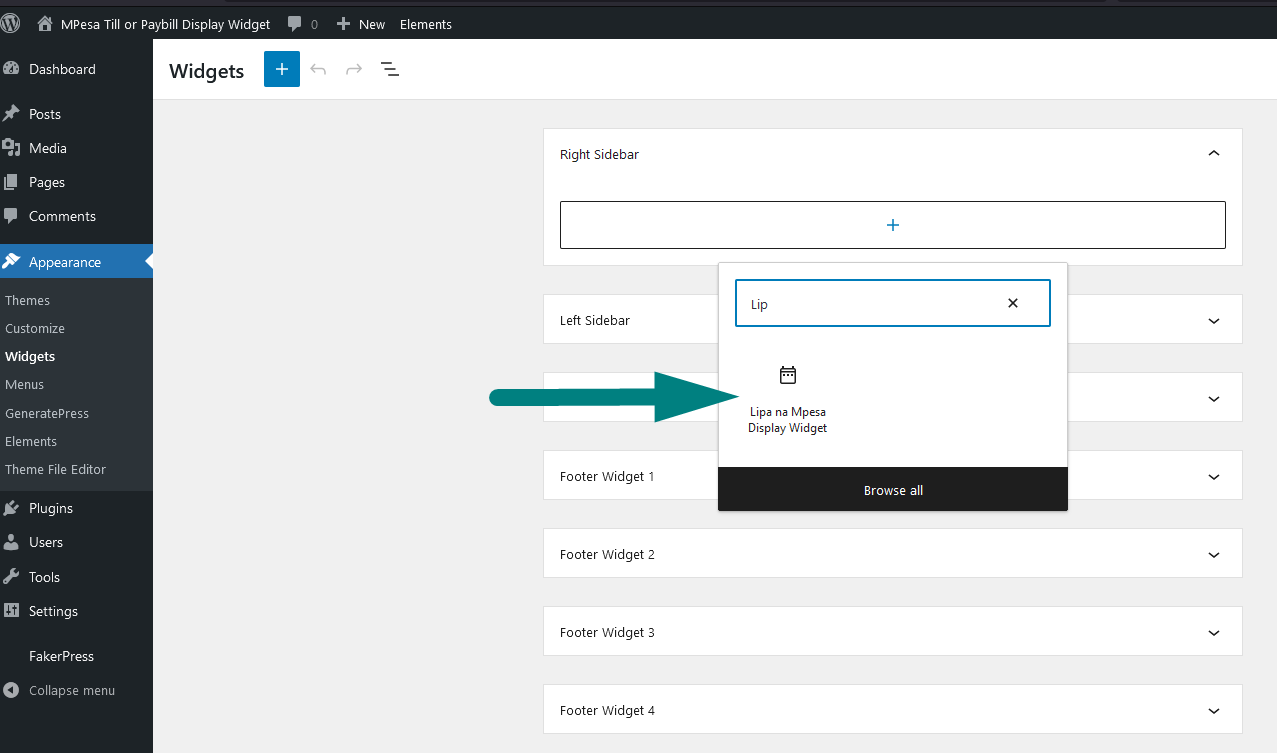 MPesa Till or Paybill Display Widget 0 New Elements
Dashboard
Posts
Media
Pages
Comments
Appearance
Themes
Customize
Widgets
Menus
GeneratePress
Elements
Theme File Editor
Plugins
Users
Tools
Settings
FakerPress
Collapse menu
Widgets
Right Sidebar
Lip
Left Sidebar
Lipa na Mpesa
Display Widget
Browse all
Footer Widget 1
Footer Widget 2
Footer Widget 3
Footer Widget 4